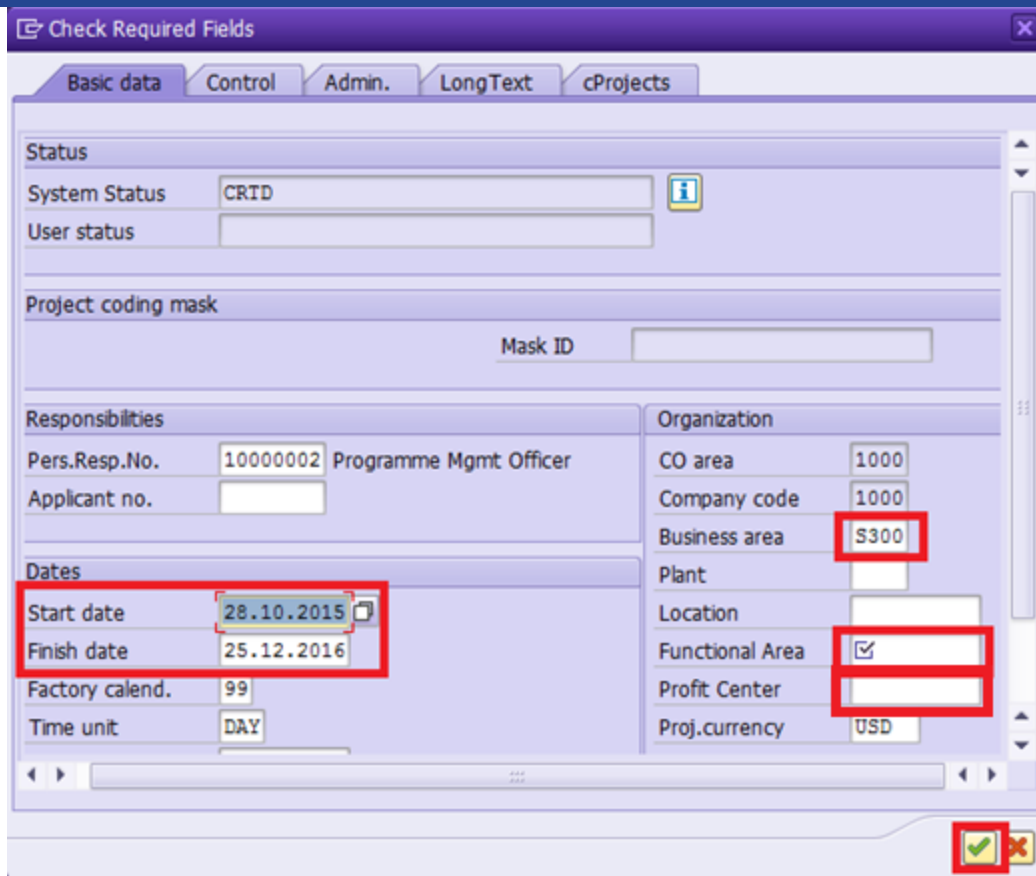 Check Required Fields
Basic data Control Admin. LongText cProjects
Status
System Status CRTD
User status
Project coding mask
Mask ID
Responsibilities
Pers.Resp.No. 10000002 Programme Mgmt Officer
Applicant no.
Organization
CO area 1000
Company code 1000
Business area S300
Plant
Location
Functional Area
Profit Center
Proj.currency USD
Dates
Start date 28.10.2015
Finish date 25.12.2016
Factory calend. 99
Time unit DAY